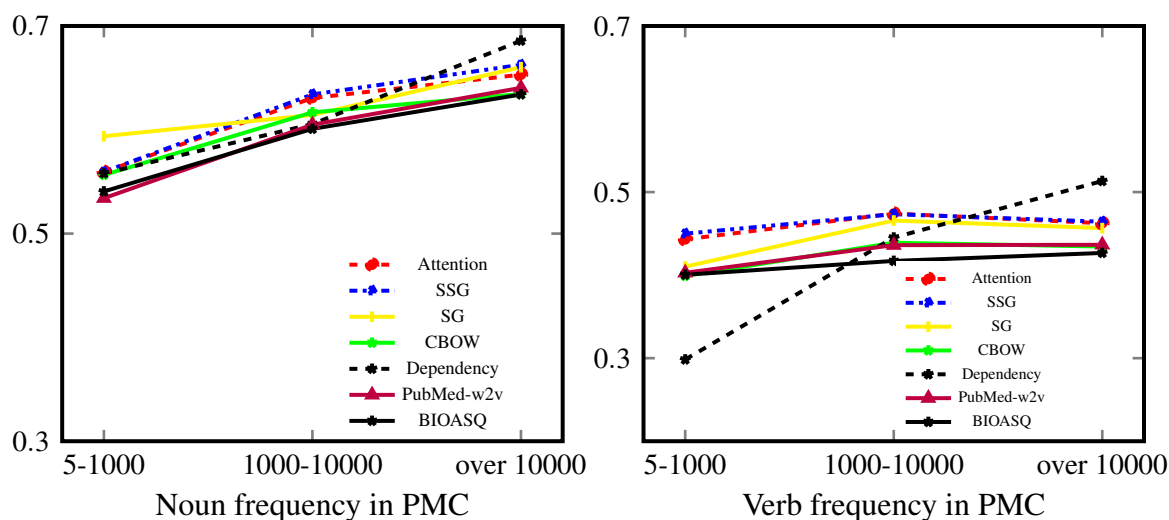 0.7
0.5
0.3
Attention
SSG
SG
CBOW
Dependency
PubMed-w2v
BIOASQ
5-1000 1000-10000 over 10000
Noun frequency in PMC
0.7
0.5
0.3
Attention
SSG
SG
CBOW
Dependency
PubMed-w2v
BIOASQ
5-1000 1000-10000 over 10000
Verb frequency in PMC